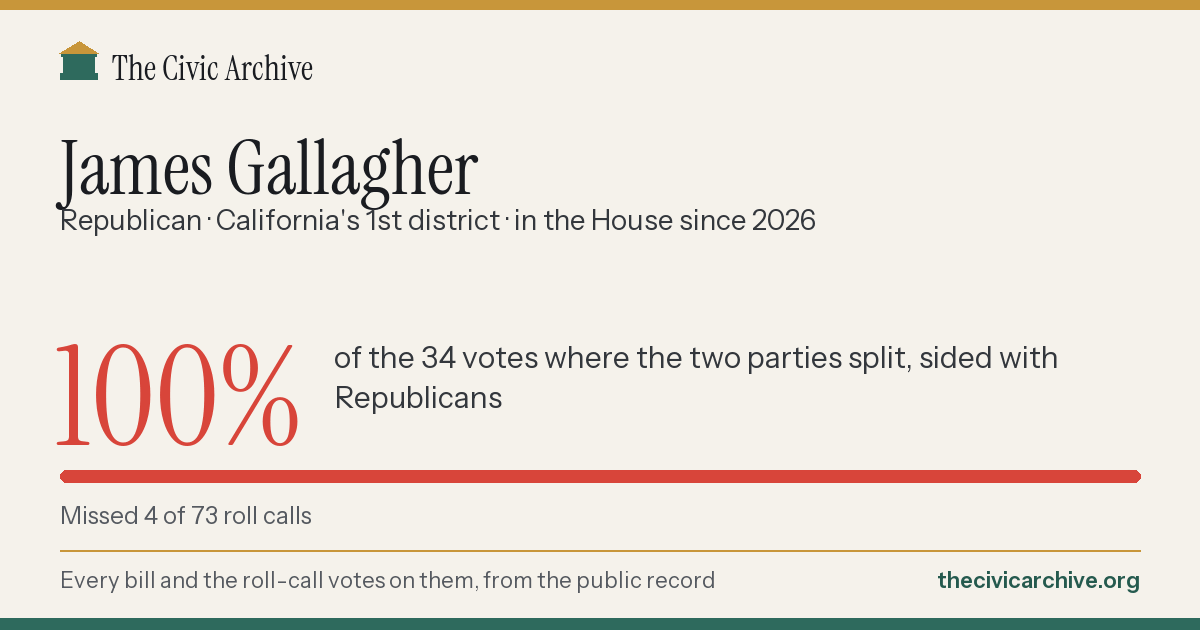 The Civic Archive
James Gallagher
Republican · California's 1st district · in the House since 2026
100%
of the 34 votes where the two parties split, sided with
Republicans
Missed 4 of 73 roll calls
Every bill and the roll-call votes on them, from the public record
thecivicarchive.org